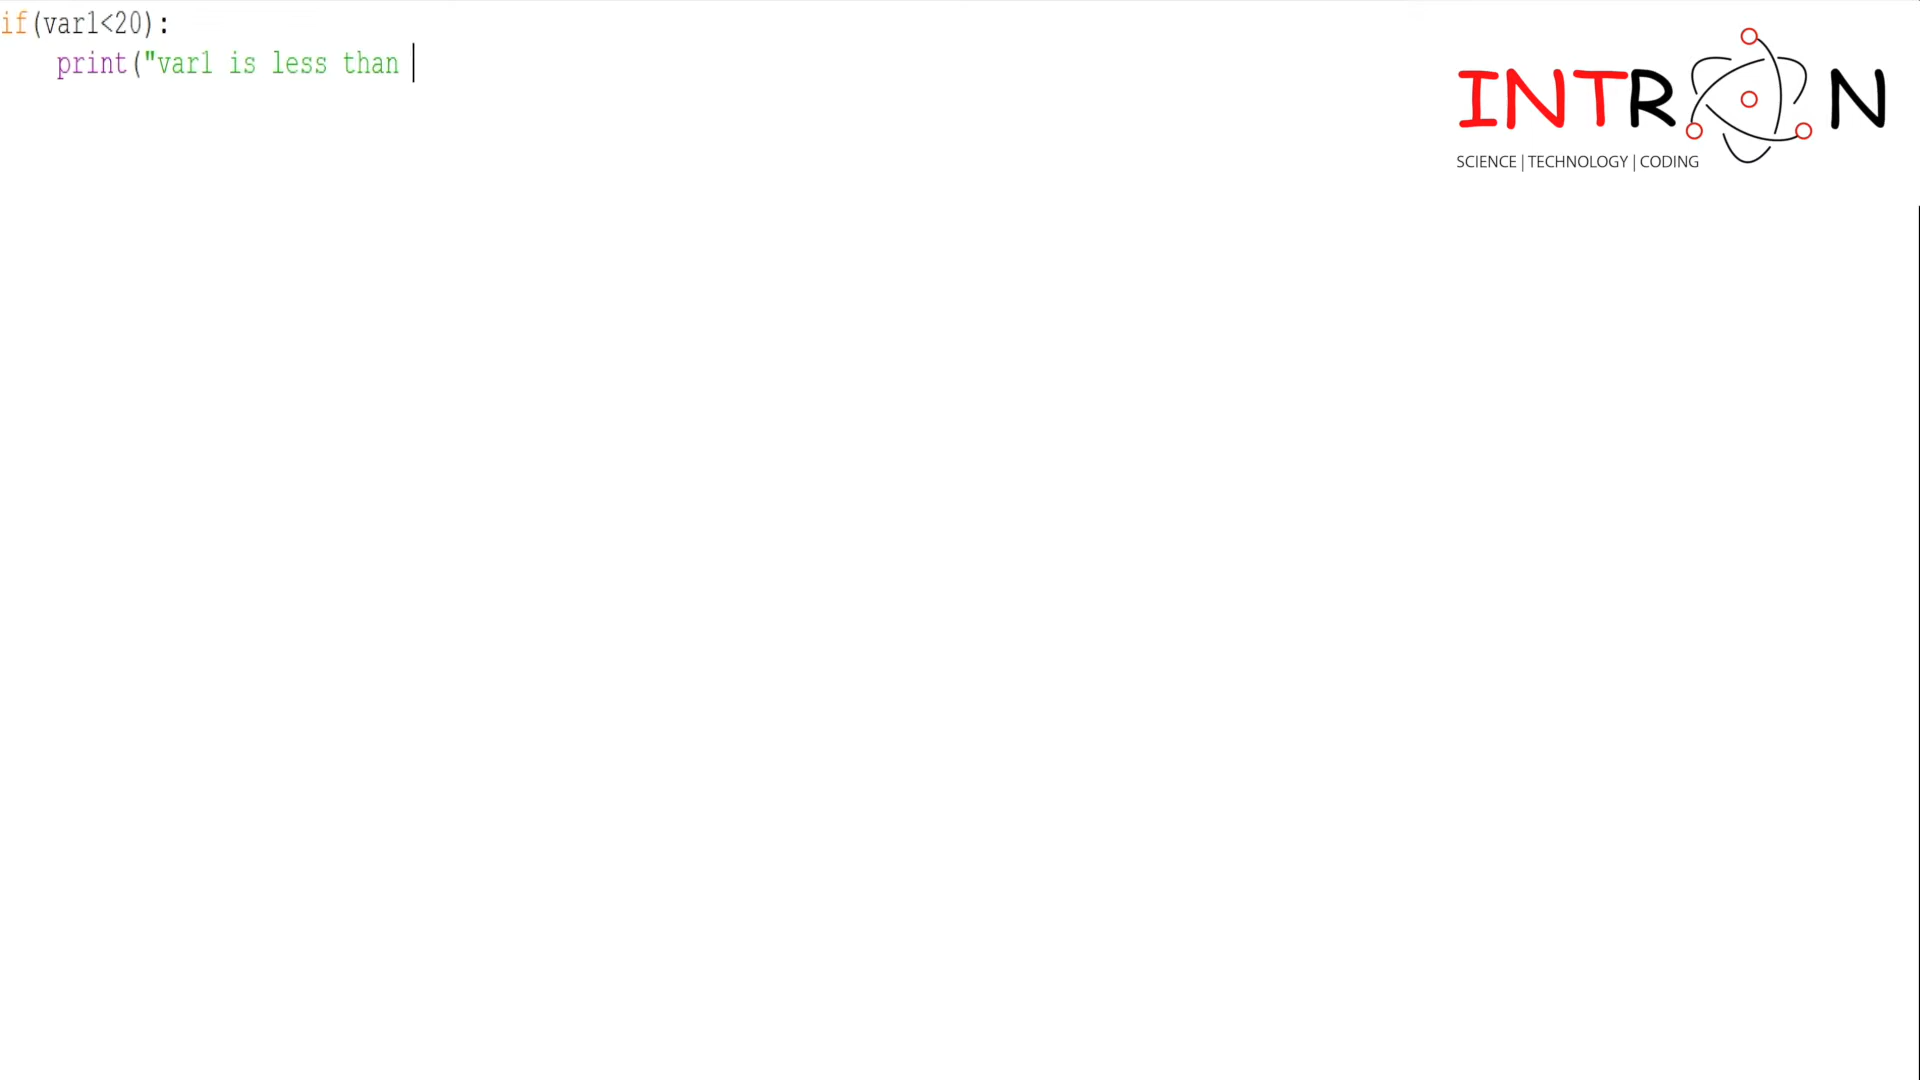 if(var1<20):
    print("var1 is less than
INTRON
SCIENCE | TECHNOLOGY | CODING